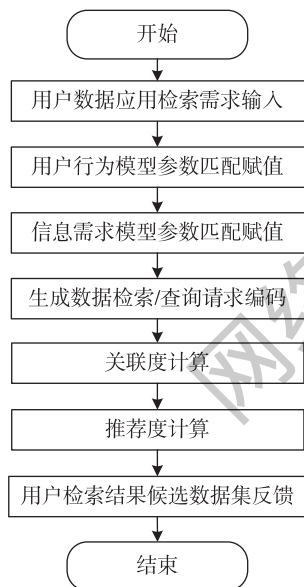 开始
用户数据应用检索需求输入
用户行为模型参数匹配赋值
信息需求模型参数匹配赋值
生成数据检索/查询请求编码
关联度计算
推荐度计算
用户检索结果候选数据集反馈
结束
网